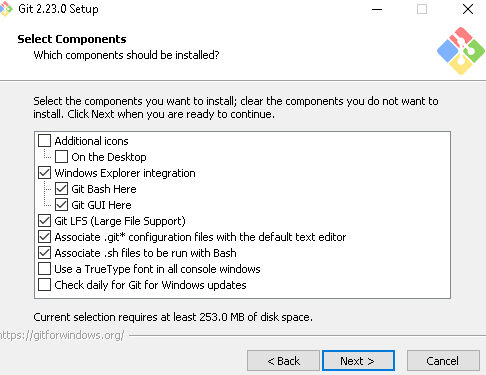 Git 2.23.0 Setup
Select Components
Which components should be installed?
Select the components you want to install; clear the components you do not want to
install. Click Next when you are ready to continue.
Additional icons
On the Desktop
Windows Explorer integration
Git Bash Here
Git GUI Here
Git LFS (Large File Support)
Associate .git* configuration files with the default text editor
Associate .sh files to be run with Bash
Use a TrueType font in all console windows
Check daily for Git for Windows updates
Current selection requires at least 253.0 MB of disk space.
https://gitforwindows.org/
< Back
Next >
Cancel